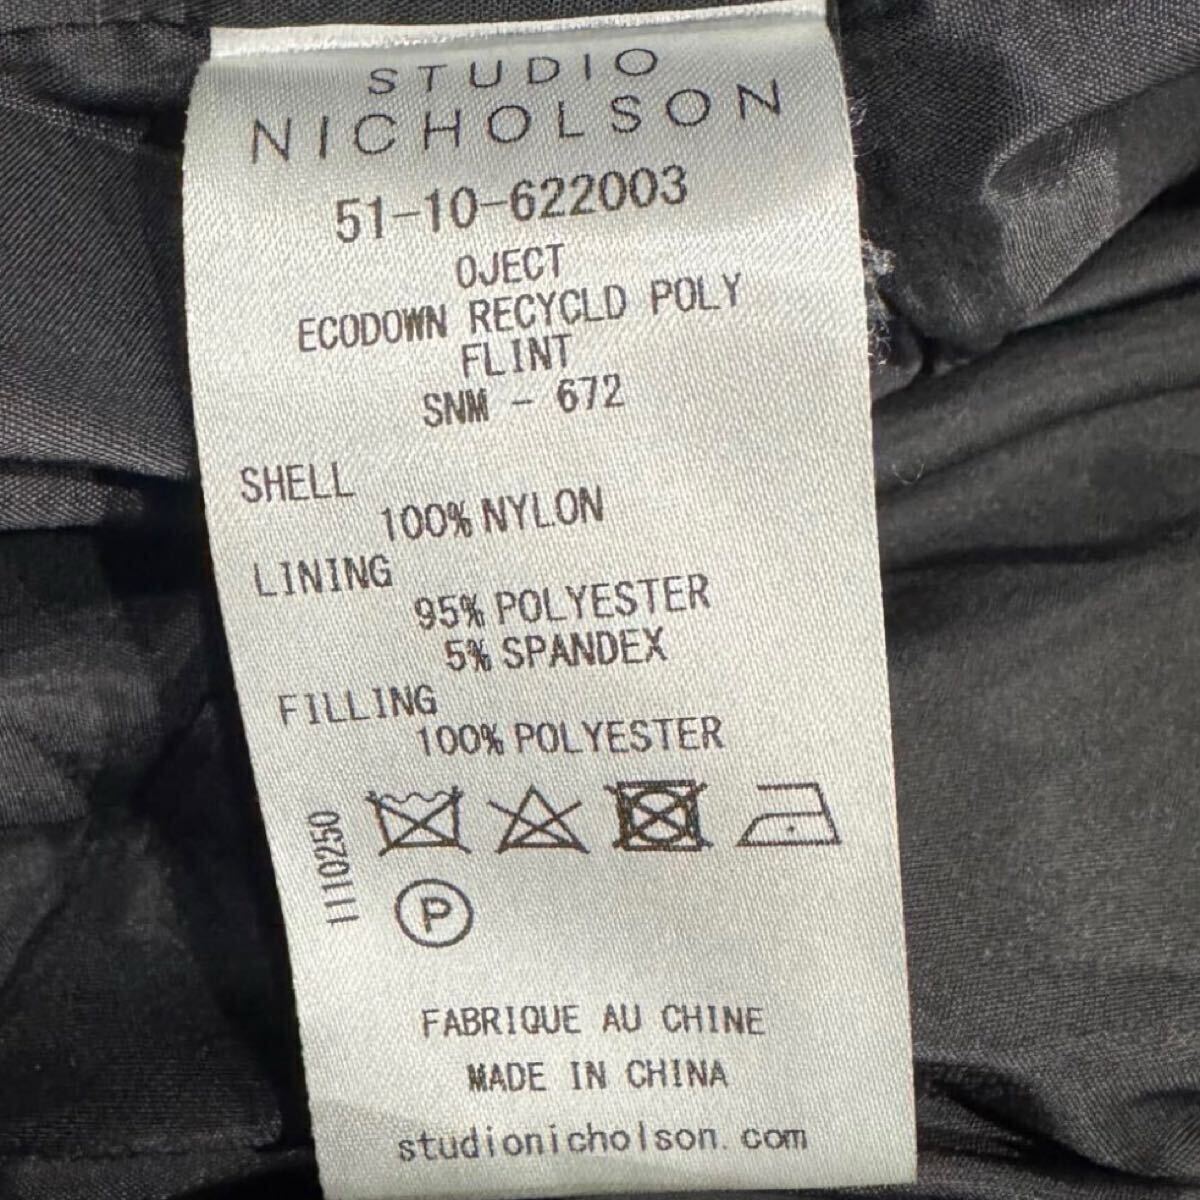 STUDIO
NICHOLSON
51-10-622003
OJECT
ECODOWN RECYCLD POLY
FLINT
SNM - 672
SHELL
100% NYLON
LINING
95% POLYESTER
5% SPANDEX
FILLING
100% POLYESTER
1110250
P
FABRIQUE AU CHINE
MADE IN CHINA
studionicholson.com